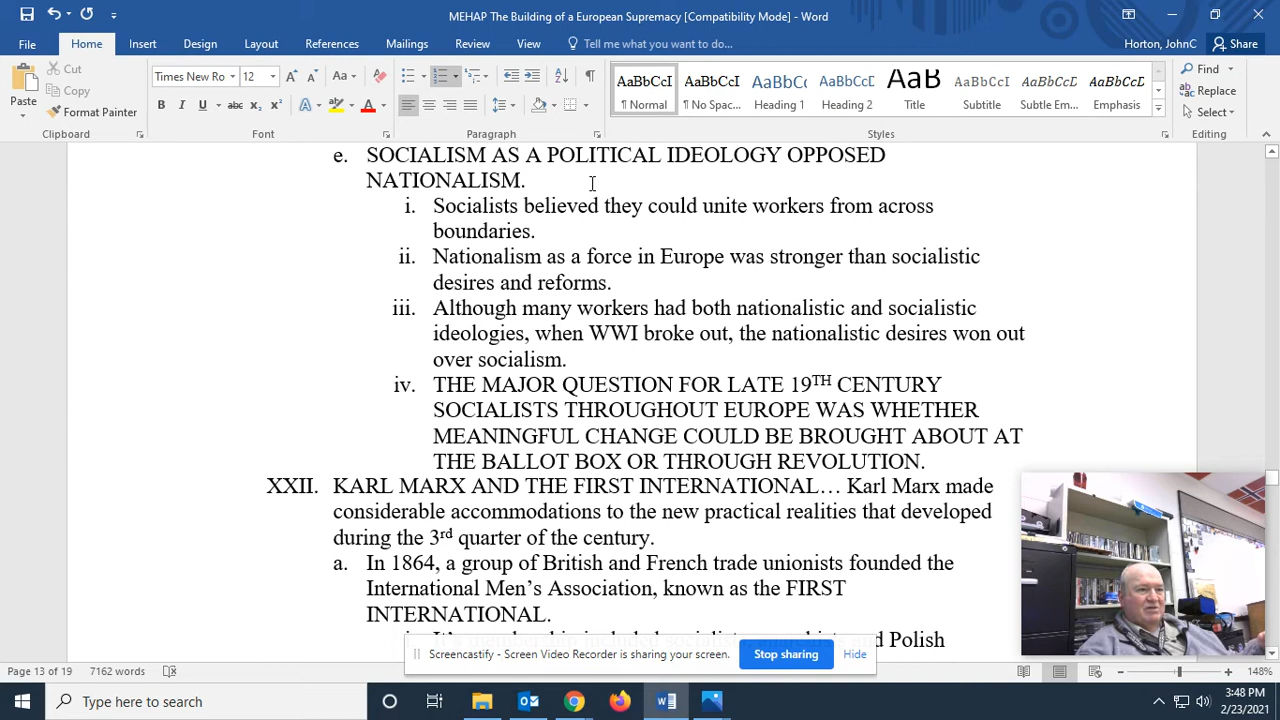 MEHAP The Building of a European Supremacy [Compatibility Mode] - Word
File Home Insert Design Layout References Mailings Review View Tell me what you want to do... Horton, JohnC Share
Paste Cut Copy Format Painter
Times New Ro 12
AaBbCcI AaBbCcI AaBbCc AaBbCcI AaB AaBbCcI AaBbCcI AaBbCcI
¶ Normal ¶ No Spac... Heading 1 Heading 2 Title Subtitle Subtle Em... Emphasis
Find Replace Select
Clipboard Font Paragraph Styles Editing
e. SOCIALISM AS A POLITICAL IDEOLOGY OPPOSED
NATIONALISM.
i. Socialists believed they could unite workers from across
boundaries.
ii. Nationalism as a force in Europe was stronger than socialistic
desires and reforms.
iii. Although many workers had both nationalistic and socialistic
ideologies, when WWI broke out, the nationalistic desires won out
over socialism.
iv. THE MAJOR QUESTION FOR LATE 19TH CENTURY
SOCIALISTS THROUGHOUT EUROPE WAS WHETHER
MEANINGFUL CHANGE COULD BE BROUGHT ABOUT AT
THE BALLOT BOX OR THROUGH REVOLUTION.
XXII. KARL MARX AND THE FIRST INTERNATIONAL… Karl Marx made
considerable accommodations to the new practical realities that developed
during the 3rd quarter of the century.
a. In 1864, a group of British and French trade unionists founded the
International Men's Association, known as the FIRST
INTERNATIONAL.
i. It's membership included socialists, anarchists and Polish
Screencastify - Screen Video Recorder is sharing your screen. Stop sharing Hide
Page 13 of 19 7162 words 148%
Type here to search
3:48 PM
2/23/2021